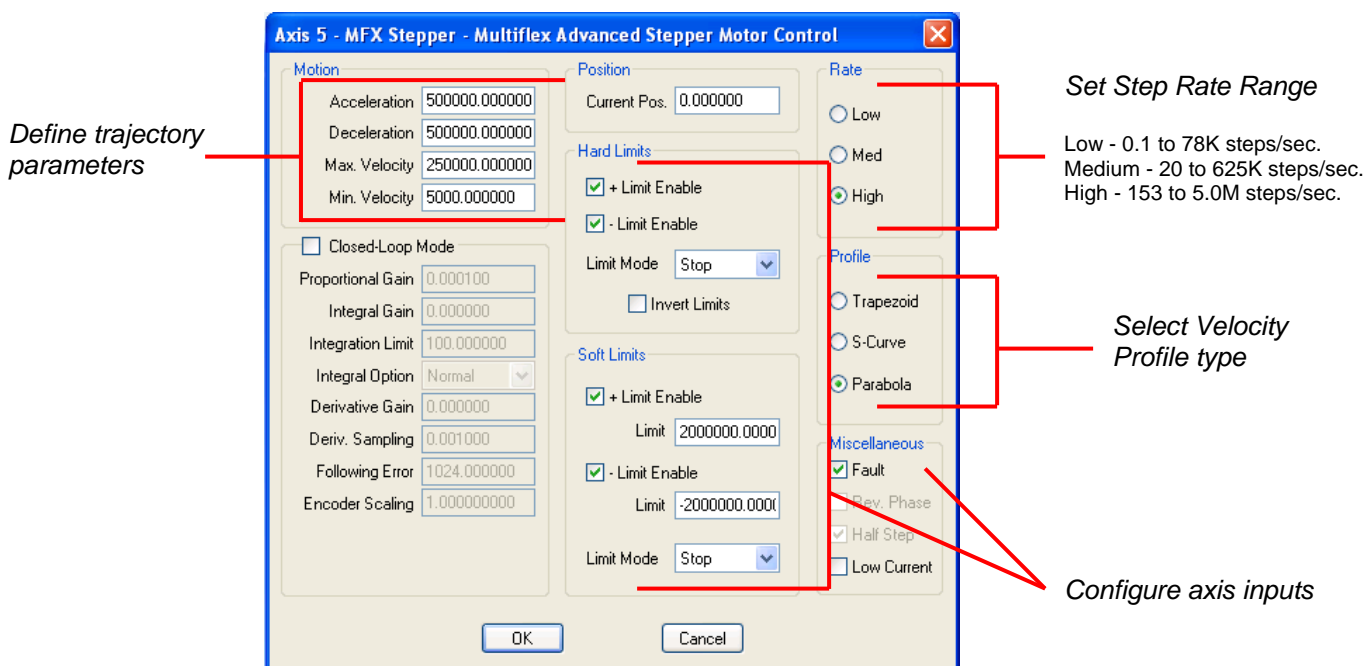 Axis 5 - MFX Stepper - Multiflex Advanced Stepper Motor Control
Define trajectory
parameters
Motion
Acceleration 500000.000000
Deceleration 500000.000000
Max. Velocity 250000.000000
Min. Velocity 5000.000000
Closed-Loop Mode
Proportional Gain 0.000100
Integral Gain 0.000000
Integration Limit 100.000000
Integral Option Normal
Derivative Gain 0.000000
Deriv. Sampling 0.001000
Following Error 1024.000000
Encoder Scaling 1.000000000
Position
Current Pos. 0.000000
Hard Limits
+ Limit Enable
- Limit Enable
Limit Mode Stop
Invert Limits
Soft Limits
+ Limit Enable
Limit 2000000.0000
- Limit Enable
Limit -2000000.000(
Limit Mode Stop
Rate
Low
Med
High
Profile
Trapezoid
S-Curve
Parabola
Miscellaneous
Fault
Rev. Phase
Half Step
Low Current
OK
Cancel
Set Step Rate Range
Low - 0.1 to 78K steps/sec.
Medium - 20 to 625K steps/sec.
High - 153 to 5.0M steps/sec.
Select Velocity
Profile type
Configure axis inputs